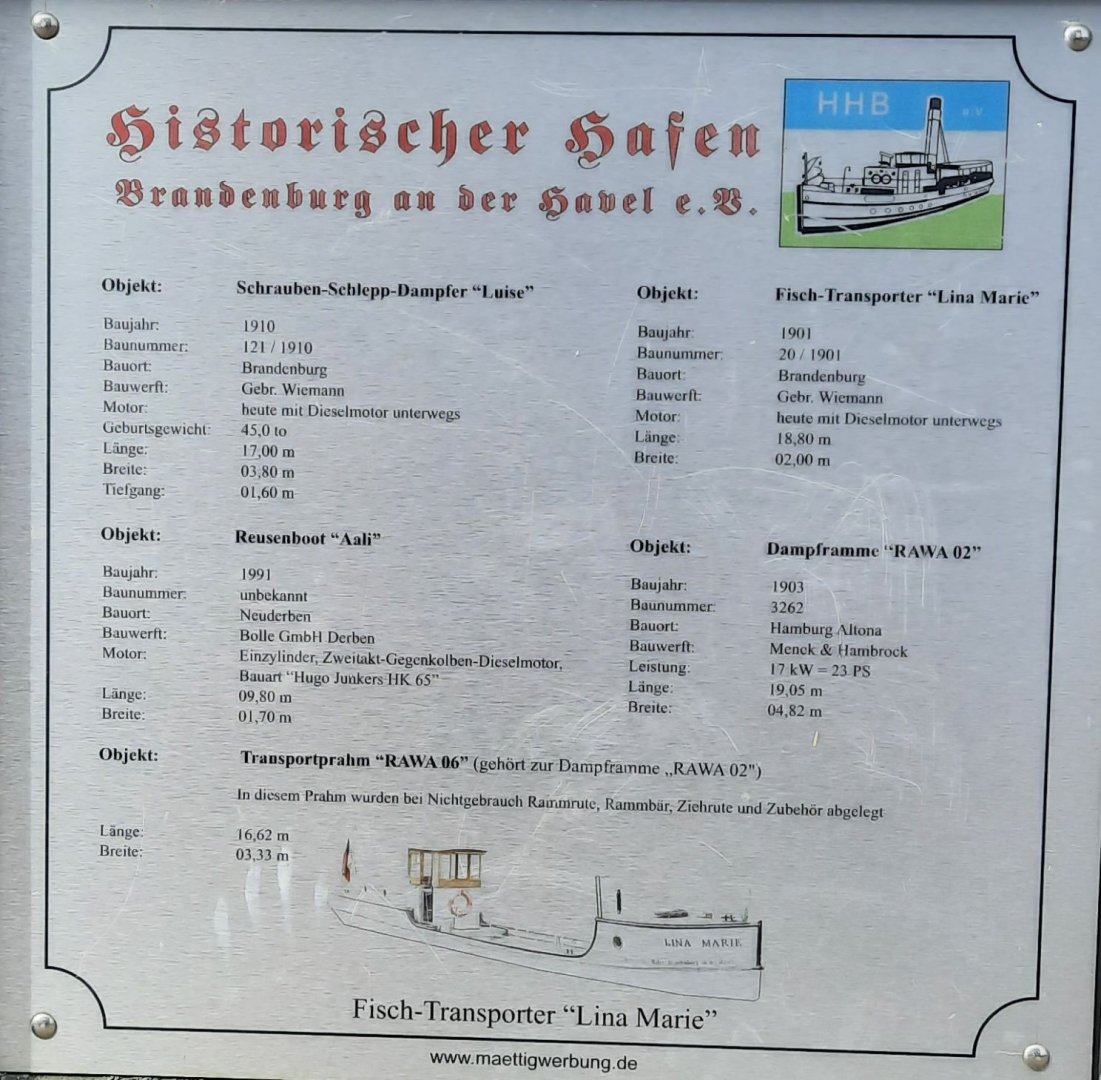 Historischer Hafen
Brandenburg an der Havel e.V.
HHB e.V.
Objekt: Schrauben-Schlepp-Dampfer “Luise”
Baujahr: 1910
Baunummer: 121 / 1910
Bauort: Brandenburg
Bauwerft: Gebr. Wiemann
Motor: heute mit Dieselmotor unterwegs
Geburtsgewicht: 45,0 to
Länge: 17,00 m
Breite: 03,80 m
Tiefgang: 01,60 m
Objekt: Fisch-Transporter “Lina Marie”
Baujahr: 1901
Baunummer: 20 / 1901
Bauort: Brandenburg
Bauwerft: Gebr. Wiemann
Motor: heute mit Dieselmotor unterwegs
Länge: 18,80 m
Breite: 02,00 m
Objekt: Reusenboot “Aali”
Baujahr: 1991
Baunummer: unbekannt
Bauort: Neuderben
Bauwerft: Bolle GmbH Derben
Motor: Einzylinder, Zweitakt-Gegenkolben-Dieselmotor,
Bauart “Hugo Junkers HK 65”
Länge: 09,80 m
Breite: 01,70 m
Objekt: Dampframme “RAWA 02”
Baujahr: 1903
Baunummer: 3262
Bauort: Hamburg Altona
Bauwerft: Menck & Hambrock
Leistung: 17 kW = 23 PS
Länge: 19,05 m
Breite: 04,82 m
Objekt: Transportprahm “RAWA 06” (gehört zur Dampframme „RAWA 02")
In diesem Prahm wurden bei Nichtgebrauch Rammrute, Rammbär, Ziehrute und Zubehör abgelegt
Länge: 16,62 m
Breite: 03,33 m
LINA MARIE
Fisch-Transporter “Lina Marie”
www.maettigwerbung.de